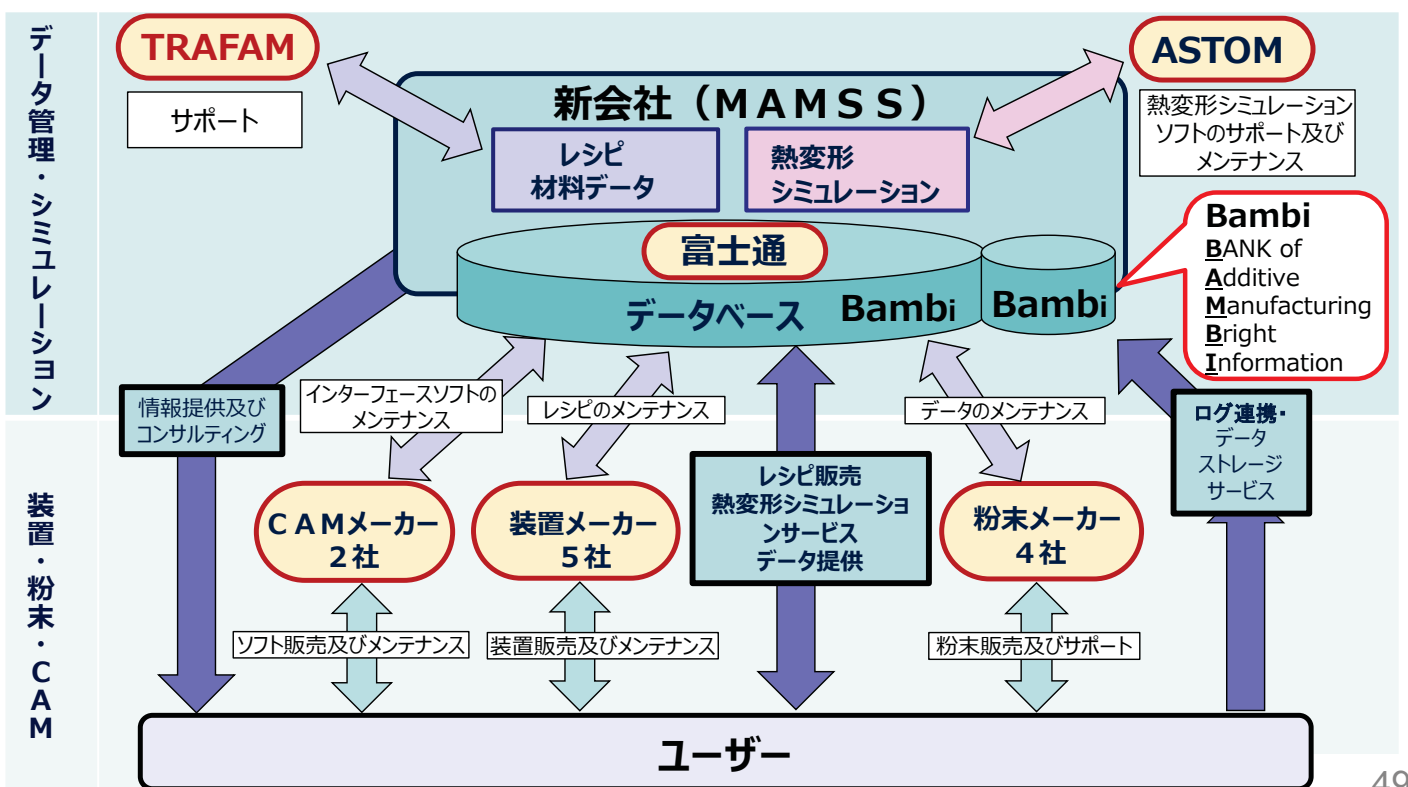 データ管理・シミュレーション
TRAFAM
サポート
新会社（ＭＡＭＳＳ）
レシピ
材料データ
熱変形
シミュレーション
ASTOM
熱変形シミュレーション
ソフトのサポート及び
メンテナンス
富士通
データベース
Bambi
Bambi
Bambi
BANK of
Additive
Manufacturing
Bright
Information
情報提供及び
コンサルティング
インターフェースソフトの
メンテナンス
レシピのメンテナンス
データのメンテナンス
ログ連携・
データ
ストレージ
サービス
装置・粉末・ＣＡＭ
ＣＡＭメーカー
２社
装置メーカー
５社
レシピ販売
熱変形シミュレーショ
ンサービス
データ提供
粉末メーカー
４社
ソフト販売及びメンテナンス
装置販売及びメンテナンス
粉末販売及びサポート
ユーザー
49